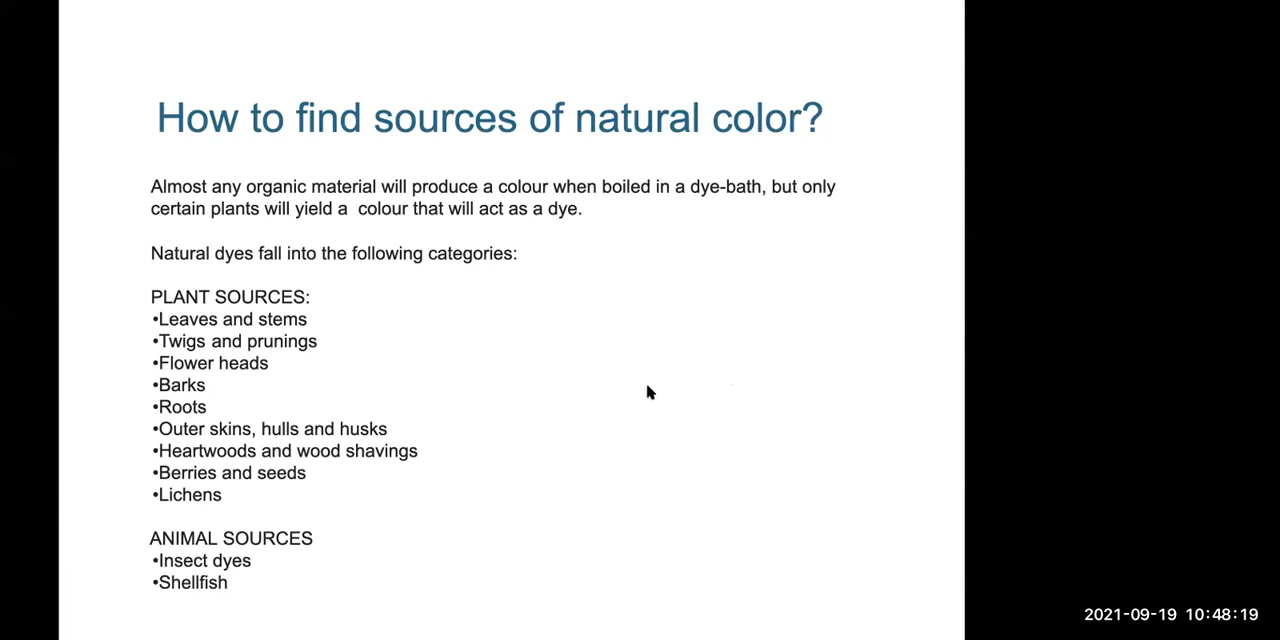 How to find sources of natural color?
Almost any organic material will produce a colour when boiled in a dye-bath, but only
certain plants will yield a  colour that will act as a dye.
Natural dyes fall into the following categories:
PLANT SOURCES:
•Leaves and stems
•Twigs and prunings
•Flower heads
•Barks
•Roots
•Outer skins, hulls and husks
•Heartwoods and wood shavings
•Berries and seeds
•Lichens
ANIMAL SOURCES
•Insect dyes
•Shellfish
2021-09-19 10:48:19